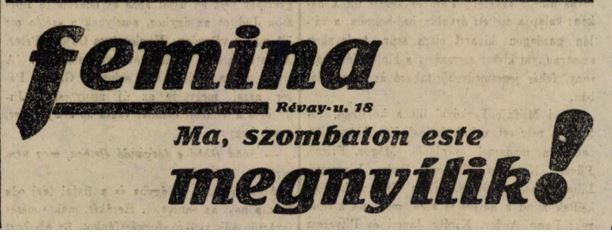 femina
Révay-u. 18
Ma, szombaton este
megnyílik!